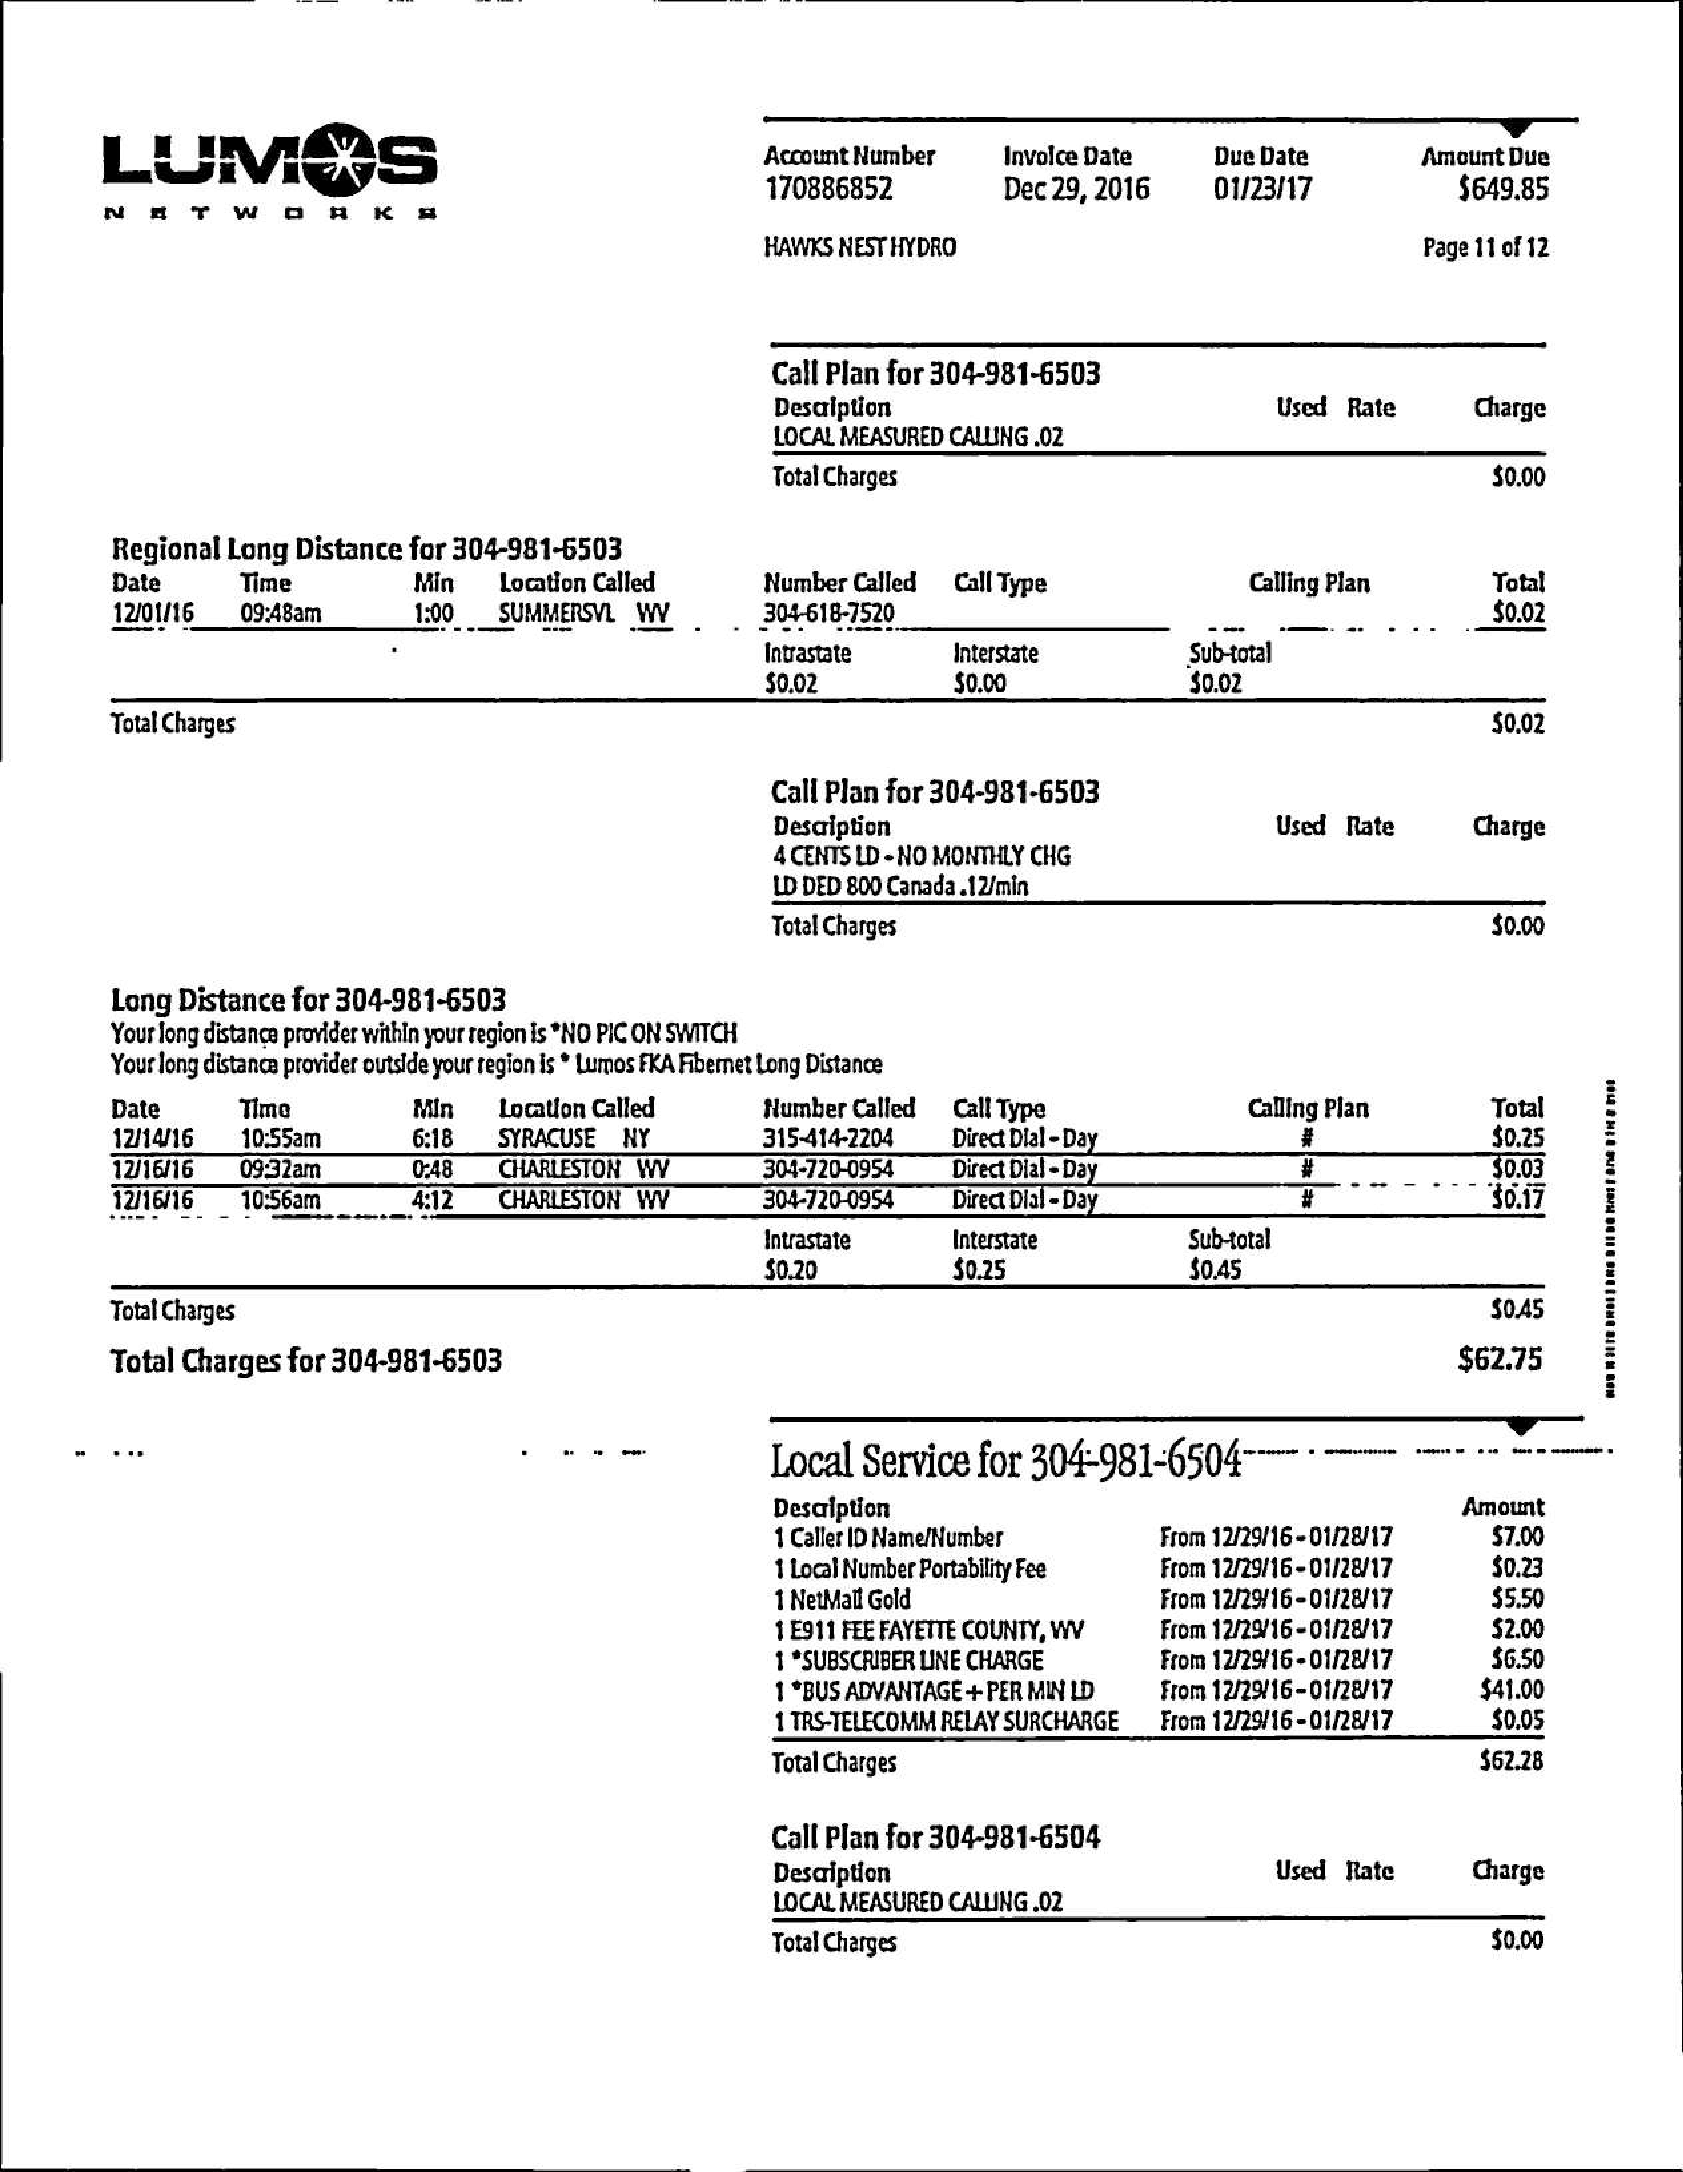 LUMOS
NETWORKS
Account Number Invoice Date Due Date Amount Due
170886852 Dec 29, 2016 01/23/17 $649.85
HAWKS NEST HYDRO Page 11 of 12
Call Plan for 304-981-6503
Description Used Rate Charge
LOCAL MEASURED CALLING .02
Total Charges $0.00
Regional Long Distance for 304-981-6503
Date Time Min Location Called Number Called Call Type Calling Plan Total
12/01/16 09:48am 1:00 SUMMERSVL WV 304-618-7520 $0.02
Intrastate Interstate Sub-total
$0.02 $0.00 $0.02
Total Charges $0.02
Call Plan for 304-981-6503
Description Used Rate Charge
4 CENTS LD - NO MONTHLY CHG
LD DED 800 Canada .12/min
Total Charges $0.00
Long Distance for 304-981-6503
Your long distance provider within your region is *NO PIC ON SWITCH
Your long distance provider outside your region is * Lumos FKA Fibernet Long Distance
Date Time Min Location Called Number Called Call Type Calling Plan Total
12/14/16 10:55am 6:18 SYRACUSE NY 315-414-2204 Direct Dial - Day # $0.25
12/16/16 09:32am 0:48 CHARLESTON WV 304-720-0954 Direct Dial - Day # $0.03
12/16/16 10:56am 4:12 CHARLESTON WV 304-720-0954 Direct Dial - Day # $0.17
Intrastate Interstate Sub-total
$0.20 $0.25 $0.45
Total Charges $0.45
Total Charges for 304-981-6503 $62.75
Local Service for 304-981-6504
Description Amount
1 Caller ID Name/Number From 12/29/16 - 01/28/17 $7.00
1 Local Number Portability Fee From 12/29/16 - 01/28/17 $0.23
1 NetMail Gold From 12/29/16 - 01/28/17 $5.50
1 E911 FEE FAYETTE COUNTY, WV From 12/29/16 - 01/28/17 $2.00
1 *SUBSCRIBER LINE CHARGE From 12/29/16 - 01/28/17 $6.50
1 *BUS ADVANTAGE + PER MIN LD From 12/29/16 - 01/28/17 $41.00
1 TRS-TELECOMM RELAY SURCHARGE From 12/29/16 - 01/28/17 $0.05
Total Charges $62.28
Call Plan for 304-981-6504
Description Used Rate Charge
LOCAL MEASURED CALLING .02
Total Charges $0.00